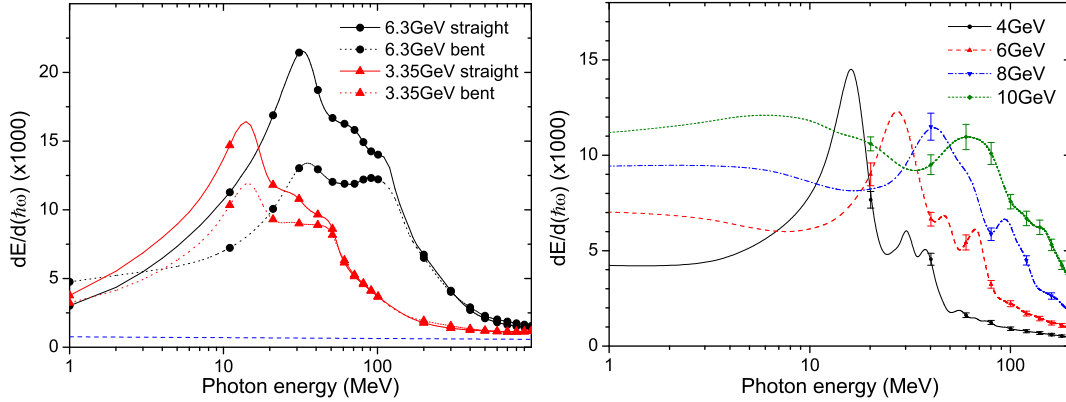 6.3GeV straight
6.3GeV bent
3.35GeV straight
3.35GeV bent
dE/d(ℏω) (x1000)
20
15
10
5
0
1
10
100
Photon energy (MeV)
4GeV
6GeV
8GeV
10GeV
dE/d(ℏω) (x1000)
15
10
5
0
1
10
100
Photon energy (MeV)